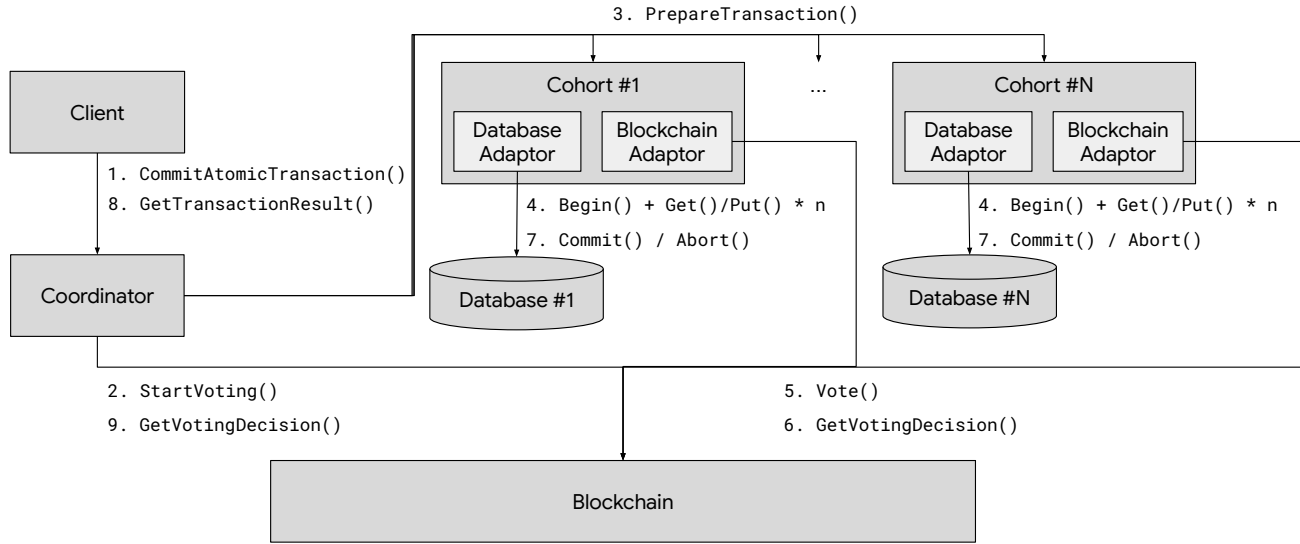 3. PrepareTransaction()
Client
Cohort #1
...
Cohort #N
Database
Adaptor
Blockchain
Adaptor
Database
Adaptor
Blockchain
Adaptor
1. CommitAtomicTransaction()
8. GetTransactionResult()
4. Begin() + Get()/Put() * n
7. Commit() / Abort()
4. Begin() + Get()/Put() * n
7. Commit() / Abort()
Coordinator
Database #1
Database #N
2. StartVoting()
9. GetVotingDecision()
5. Vote()
6. GetVotingDecision()
Blockchain